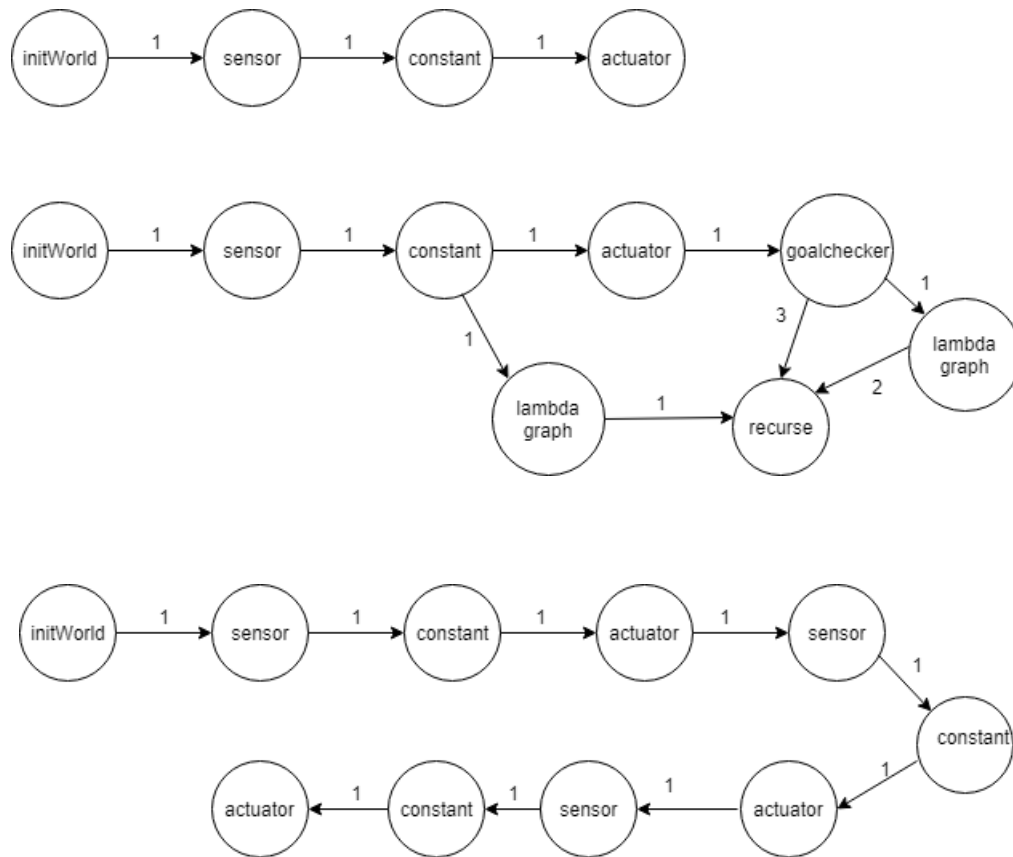 1 1 1
initWorld sensor constant actuator
1 1 1 1
initWorld sensor constant actuator goalchecker
1
3
1
lambda
graph
2
1
lambda
graph
recurse
1 1 1 1
initWorld sensor constant actuator sensor
1
constant
1
1 1 1
actuator constant sensor actuator